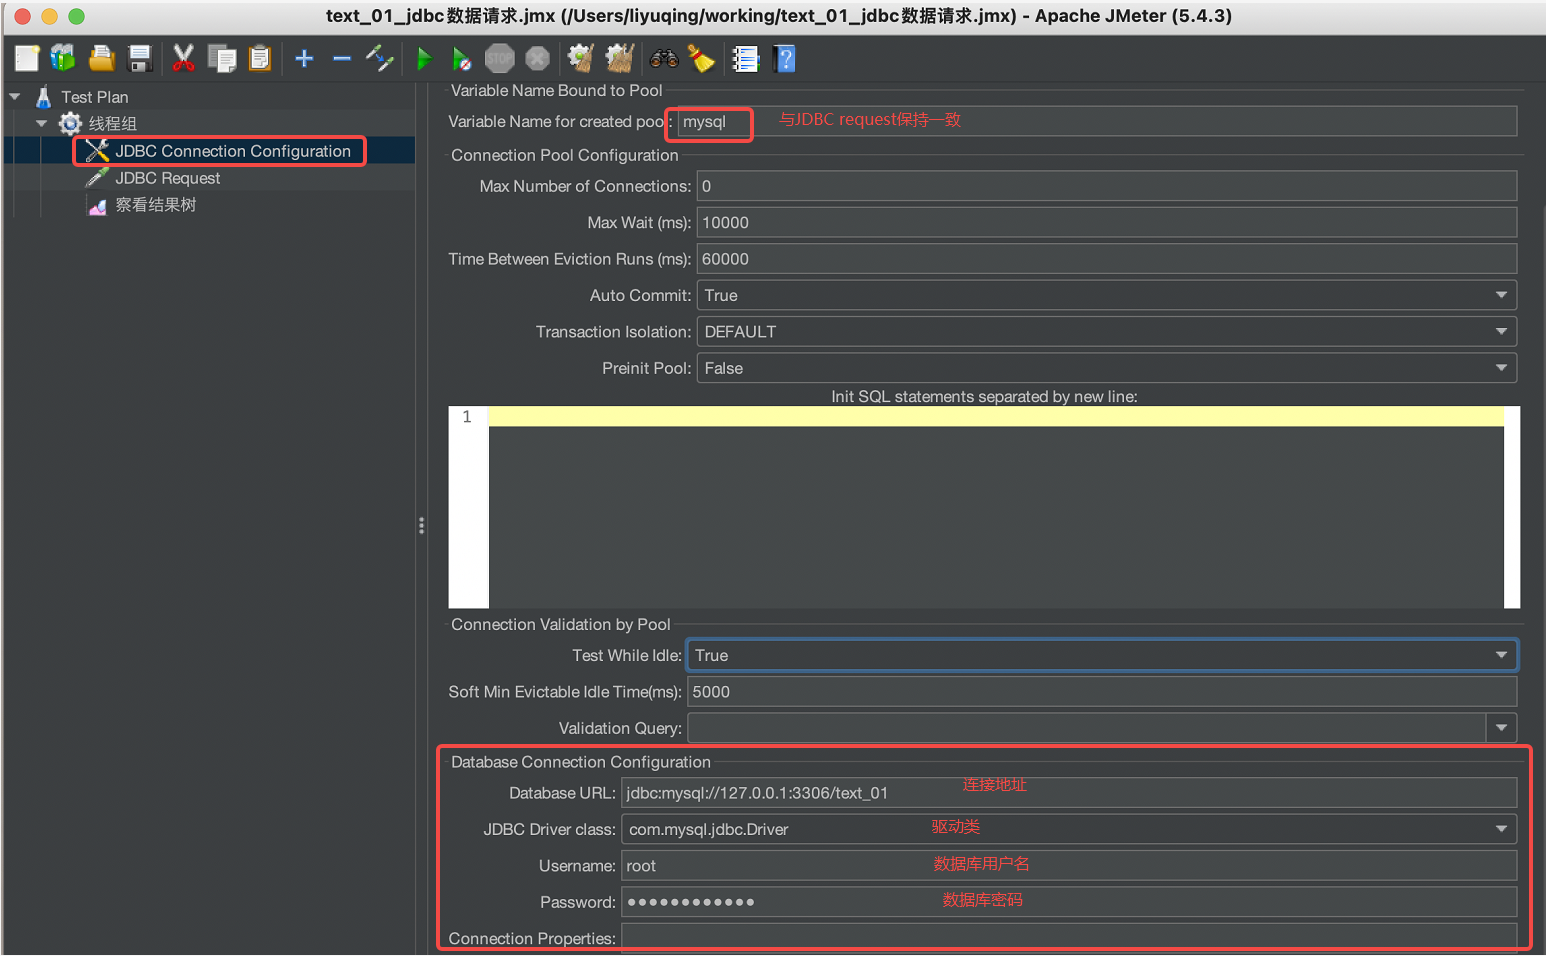 text_01_jdbc数据请求.jmx (/Users/liyuqing/working/text_01_jdbc数据请求.jmx) - Apache JMeter (5.4.3)
STOP
Test Plan
线程组
JDBC Connection Configuration
JDBC Request
察看结果树
Variable Name Bound to Pool
Variable Name for created pool: mysql 与JDBC request保持一致
Connection Pool Configuration
Max Number of Connections: 0
Max Wait (ms): 10000
Time Between Eviction Runs (ms): 60000
Auto Commit: True
Transaction Isolation: DEFAULT
Preinit Pool: False
Init SQL statements separated by new line:
1
Connection Validation by Pool
Test While Idle: True
Soft Min Evictable Idle Time(ms): 5000
Validation Query:
Database Connection Configuration
Database URL: jdbc:mysql://127.0.0.1:3306/text_01 连接地址
JDBC Driver class: com.mysql.jdbc.Driver 驱动类
Username: root 数据库用户名
Password: ●●●●●●●●●●●● 数据库密码
Connection Properties: